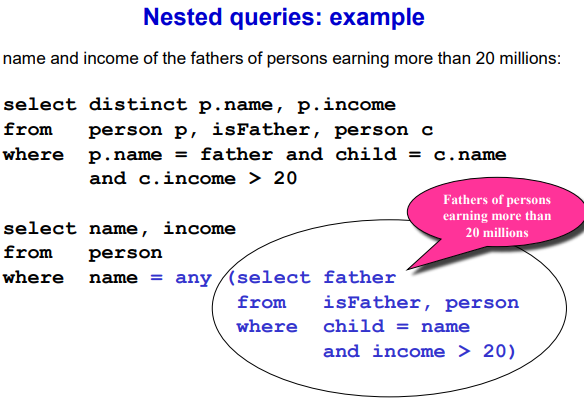 Nested queries: example
name and income of the fathers of persons earning more than 20 millions:
select distinct p.name, p.income
from person p, isFather, person c
where p.name = father and child = c.name
and c.income > 20
Fathers of persons
earning more than
20 millions
select name, income
from person
where name = any (select father
from isFather, person
where child = name
and income > 20)